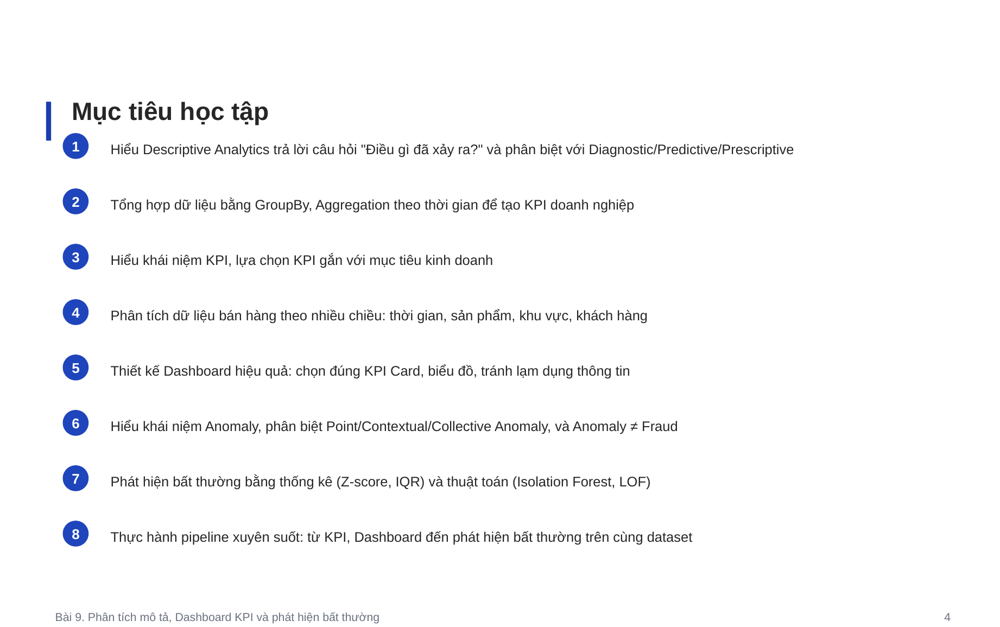 Mục tiêu học tập
1 Hiểu Descriptive Analytics trả lời câu hỏi "Điều gì đã xảy ra?" và phân biệt với Diagnostic/Predictive/Prescriptive
2 Tổng hợp dữ liệu bằng GroupBy, Aggregation theo thời gian để tạo KPI doanh nghiệp
3 Hiểu khái niệm KPI, lựa chọn KPI gắn với mục tiêu kinh doanh
4 Phân tích dữ liệu bán hàng theo nhiều chiều: thời gian, sản phẩm, khu vực, khách hàng
5 Thiết kế Dashboard hiệu quả: chọn đúng KPI Card, biểu đồ, tránh lạm dụng thông tin
6 Hiểu khái niệm Anomaly, phân biệt Point/Contextual/Collective Anomaly, và Anomaly ≠ Fraud
7 Phát hiện bất thường bằng thống kê (Z-score, IQR) và thuật toán (Isolation Forest, LOF)
8 Thực hành pipeline xuyên suốt: từ KPI, Dashboard đến phát hiện bất thường trên cùng dataset
Bài 9. Phân tích mô tả, Dashboard KPI và phát hiện bất thường 4